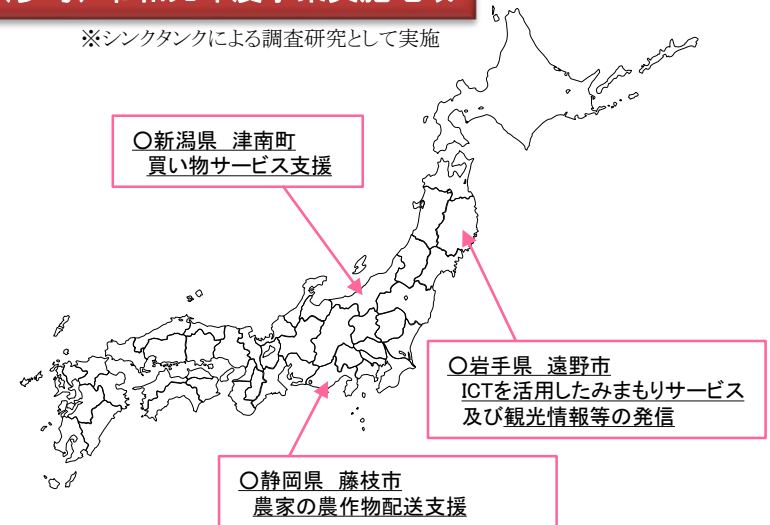 ※シンクタンクによる調査研究として実施
○新潟県 津南町
買い物サービス支援
○岩手県 遠野市
ICTを活用したみまもりサービス
及び観光情報等の発信
○静岡県 藤枝市
農家の農作物配送支援